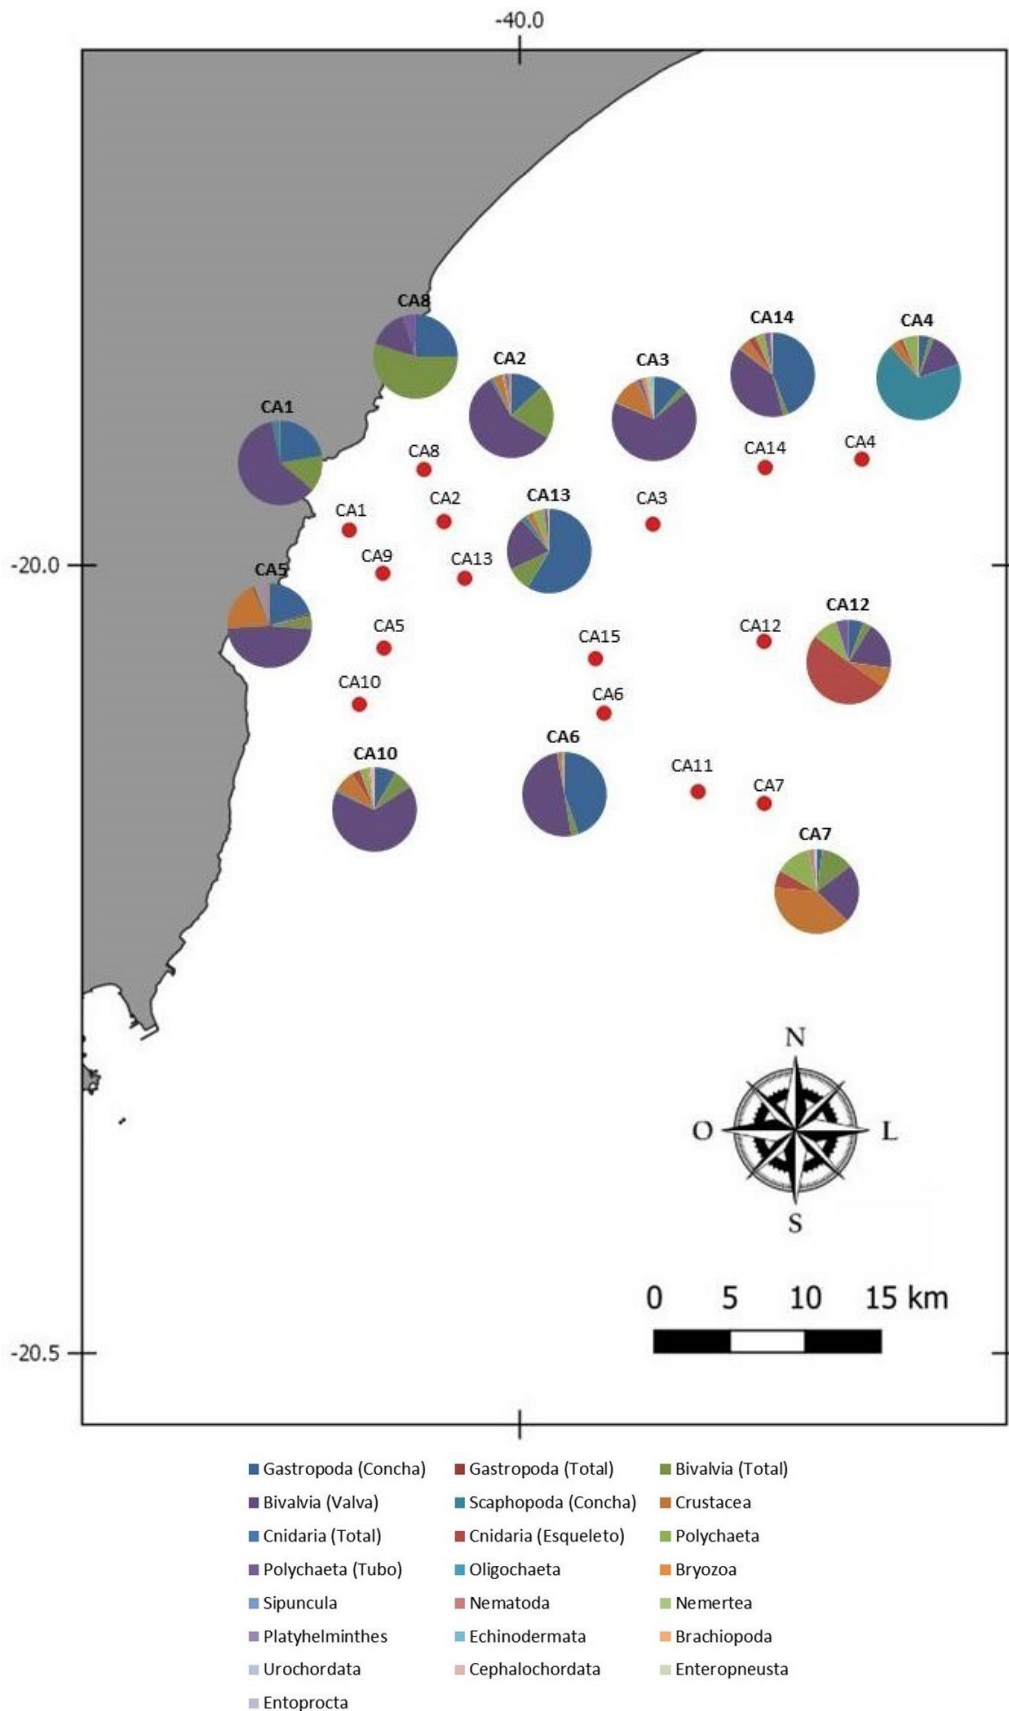 -40.0
CA8
CA14
CA4
CA2
CA3
CA1
CA8
CA14
CA4
CA13
CA1
CA2
CA3
-20.0
CA9
CA13
CA5
CA5
CA15
CA12
CA12
CA10
CA6
CA10
CA6
CA11
CA7
CA7
N
O
L
S
0 5 10 15 km
-20.5
Gastropoda (Concha) Gastropoda (Total) Bivalvia (Total)
Bivalvia (Valva) Scaphopoda (Concha) Crustacea
Cnidaria (Total) Cnidaria (Esqueleto) Polychaeta
Polychaeta (Tubo) Oligochaeta Bryozoa
Sipuncula Nematoda Nemertea
Platyhelminthes Echinodermata Brachiopoda
Urochordata Cephalochordata Enteropneusta
Entoprocta